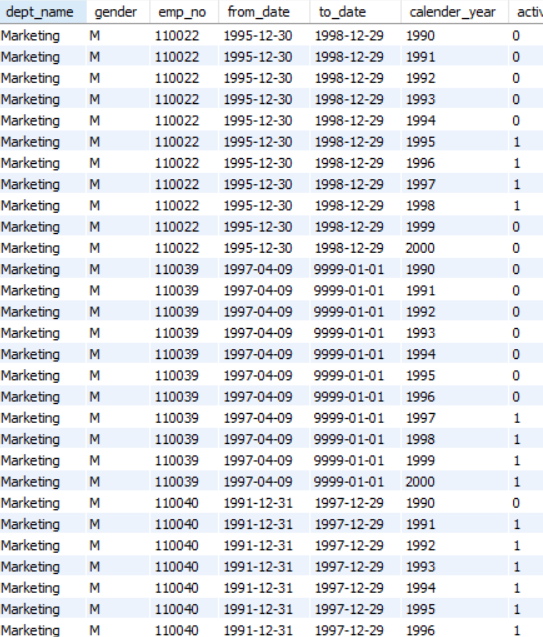 dept_name gender emp_no from_date to_date calender_year activ
Marketing M 110022 1995-12-30 1998-12-29 1990 0
Marketing M 110022 1995-12-30 1998-12-29 1991 0
Marketing M 110022 1995-12-30 1998-12-29 1992 0
Marketing M 110022 1995-12-30 1998-12-29 1993 0
Marketing M 110022 1995-12-30 1998-12-29 1994 0
Marketing M 110022 1995-12-30 1998-12-29 1995 1
Marketing M 110022 1995-12-30 1998-12-29 1996 1
Marketing M 110022 1995-12-30 1998-12-29 1997 1
Marketing M 110022 1995-12-30 1998-12-29 1998 1
Marketing M 110022 1995-12-30 1998-12-29 1999 0
Marketing M 110022 1995-12-30 1998-12-29 2000 0
Marketing M 110039 1997-04-09 9999-01-01 1990 0
Marketing M 110039 1997-04-09 9999-01-01 1991 0
Marketing M 110039 1997-04-09 9999-01-01 1992 0
Marketing M 110039 1997-04-09 9999-01-01 1993 0
Marketing M 110039 1997-04-09 9999-01-01 1994 0
Marketing M 110039 1997-04-09 9999-01-01 1995 0
Marketing M 110039 1997-04-09 9999-01-01 1996 0
Marketing M 110039 1997-04-09 9999-01-01 1997 1
Marketing M 110039 1997-04-09 9999-01-01 1998 1
Marketing M 110039 1997-04-09 9999-01-01 1999 1
Marketing M 110039 1997-04-09 9999-01-01 2000 1
Marketing M 110040 1991-12-31 1997-12-29 1990 0
Marketing M 110040 1991-12-31 1997-12-29 1991 1
Marketing M 110040 1991-12-31 1997-12-29 1992 1
Marketing M 110040 1991-12-31 1997-12-29 1993 1
Marketing M 110040 1991-12-31 1997-12-29 1994 1
Marketing M 110040 1991-12-31 1997-12-29 1995 1
Marketing M 110040 1991-12-31 1997-12-29 1996 1